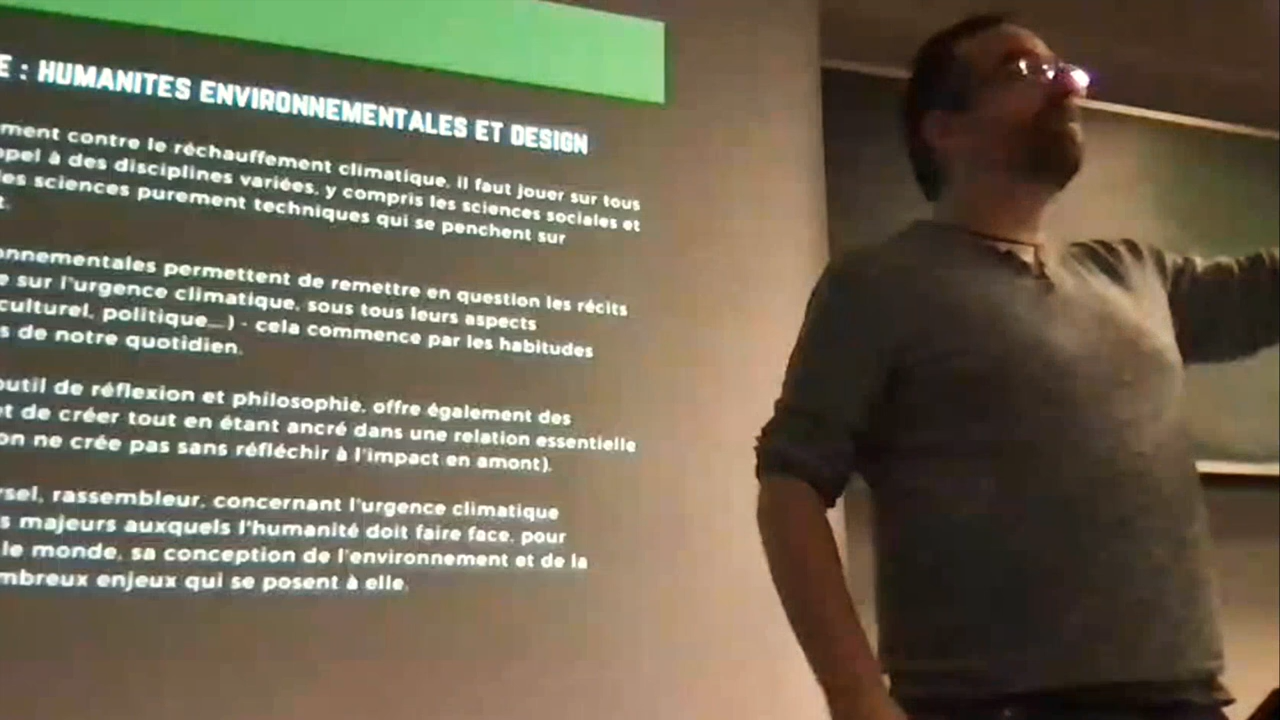 E : HUMANITES ENVIRONNEMENTALES ET DESIGN
ment contre le réchauffement climatique, il faut jouer sur tous
ppel à des disciplines variées, y compris les sciences sociales et
les sciences purement techniques qui se penchent sur
t.
onnementales permettent de remettre en question les récits
e sur l'urgence climatique, sous tous leurs aspects
culturel, politique...) - cela commence par les habitudes
s de notre quotidien.
outil de réflexion et philosophie, offre également des
et de créer tout en étant ancré dans une relation essentielle
on ne crée pas sans réfléchir à l'impact en amont).
rsel, rassembleur, concernant l'urgence climatique
s majeurs auxquels l'humanité doit faire face, pour
le monde, sa conception de l'environnement et de la
mbreux enjeux qui se posent à elle.